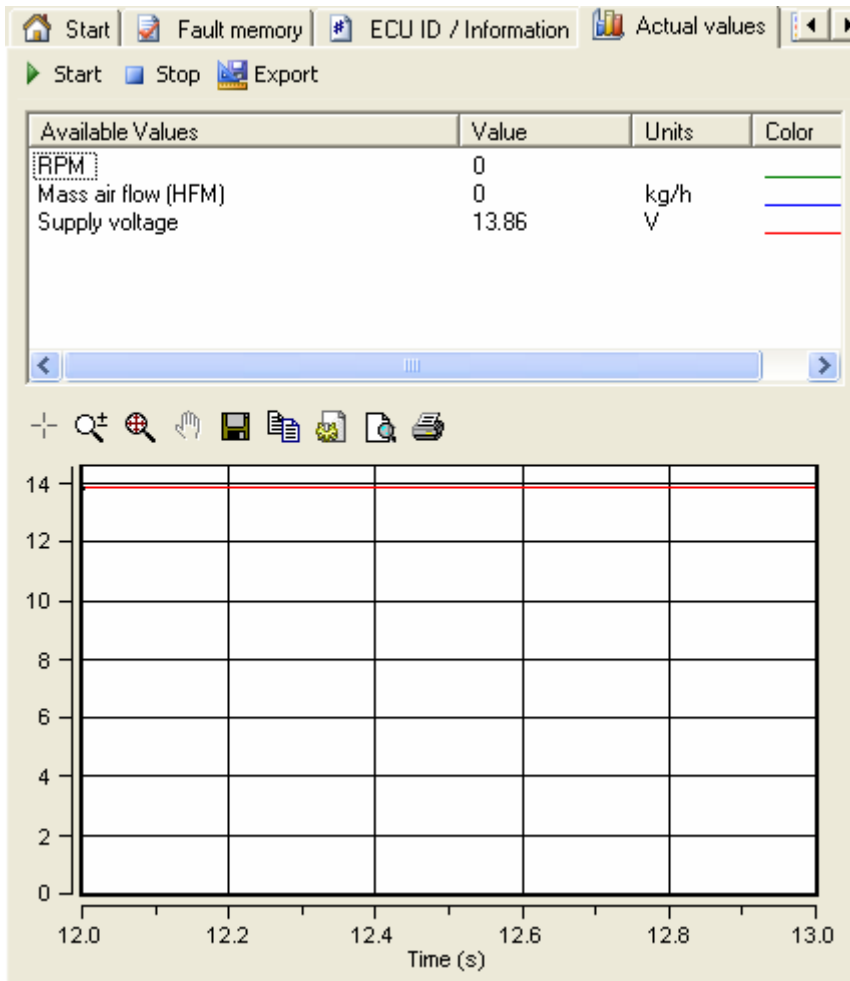 Start Fault memory ECU ID / Information Actual values
Start Stop Export
Available Values Value Units Color
RPM 0
Mass air flow (HFM) 0 kg/h
Supply voltage 13.86 V
14
12
10
8
6
4
2
0
12.0 12.2 12.4 12.6 12.8 13.0
Time (s)